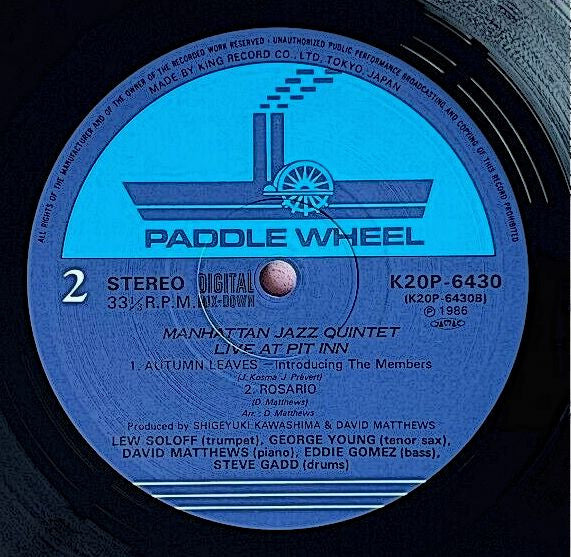 ALL RIGHTS OF THE MANUFACTURER AND OF THE OWNER OF THE RECORDED WORK RESERVED · UNAUTHORIZED PUBLIC PERFORMANCE BROADCASTING AND COPYING OF THIS RECORD PROHIBITED
MADE BY KING RECORD CO., LTD. TOKYO, JAPAN
PADDLE WHEEL
2 STEREO DIGITAL K20P-6430
33⅓ R.P.M. MIX-DOWN (K20P-6430B)
Ⓟ 1986
MANHATTAN JAZZ QUINTET
LIVE AT PIT INN
1. AUTUMN LEAVES —Introducing The Members
(J. Kosma J. Prévert)
2. ROSARIO
(D. Matthews)
Arr.: D. Matthews
Produced by SHIGEYUKI KAWASHIMA & DAVID MATTHEWS
LEW SOLOFF (trumpet), GEORGE YOUNG (tenor sax),
DAVID MATTHEWS (piano), EDDIE GOMEZ (bass),
STEVE GADD (drums)